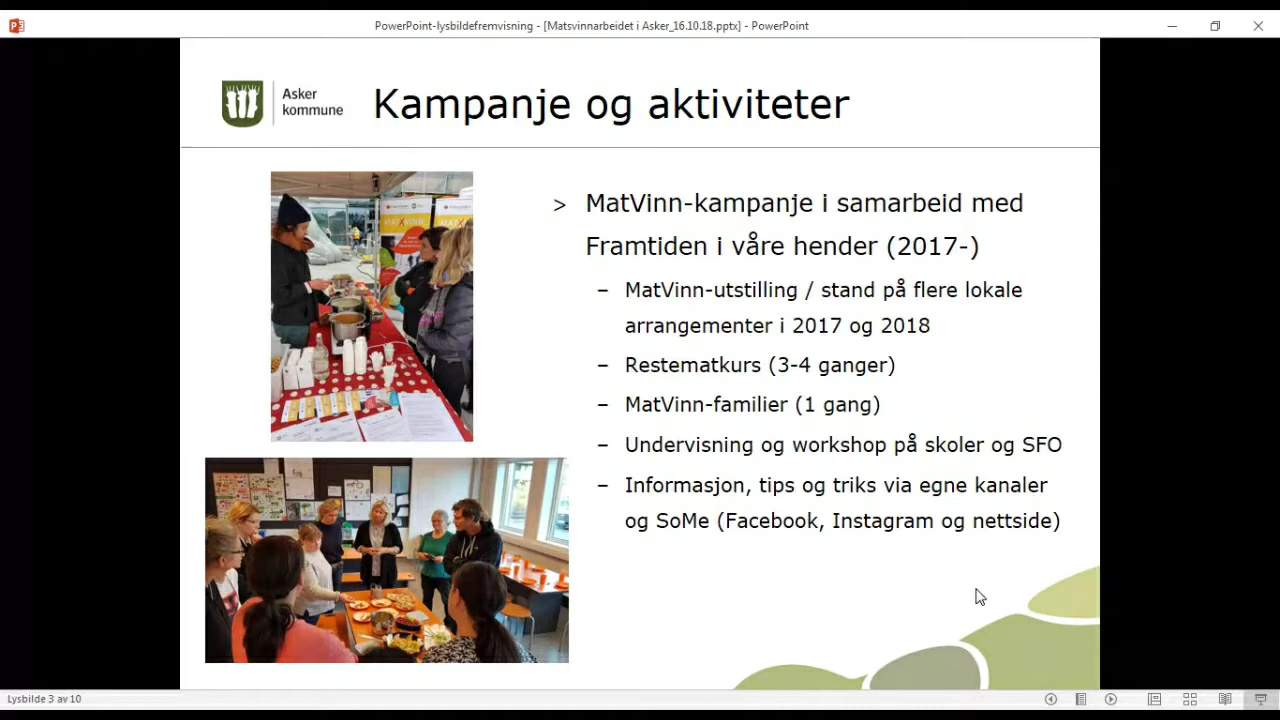 PowerPoint-lysbildefremvisning - [Matsvinnarbeidet i Asker_16.10.18.pptx] - PowerPoint
Asker
kommune
Kampanje og aktiviteter
> MatVinn-kampanje i samarbeid med
Framtiden i våre hender (2017-)
– MatVinn-utstilling / stand på flere lokale
arrangementer i 2017 og 2018
– Restematkurs (3-4 ganger)
– MatVinn-familier (1 gang)
– Undervisning og workshop på skoler og SFO
– Informasjon, tips og triks via egne kanaler
og SoMe (Facebook, Instagram og nettside)
Lysbilde 3 av 10